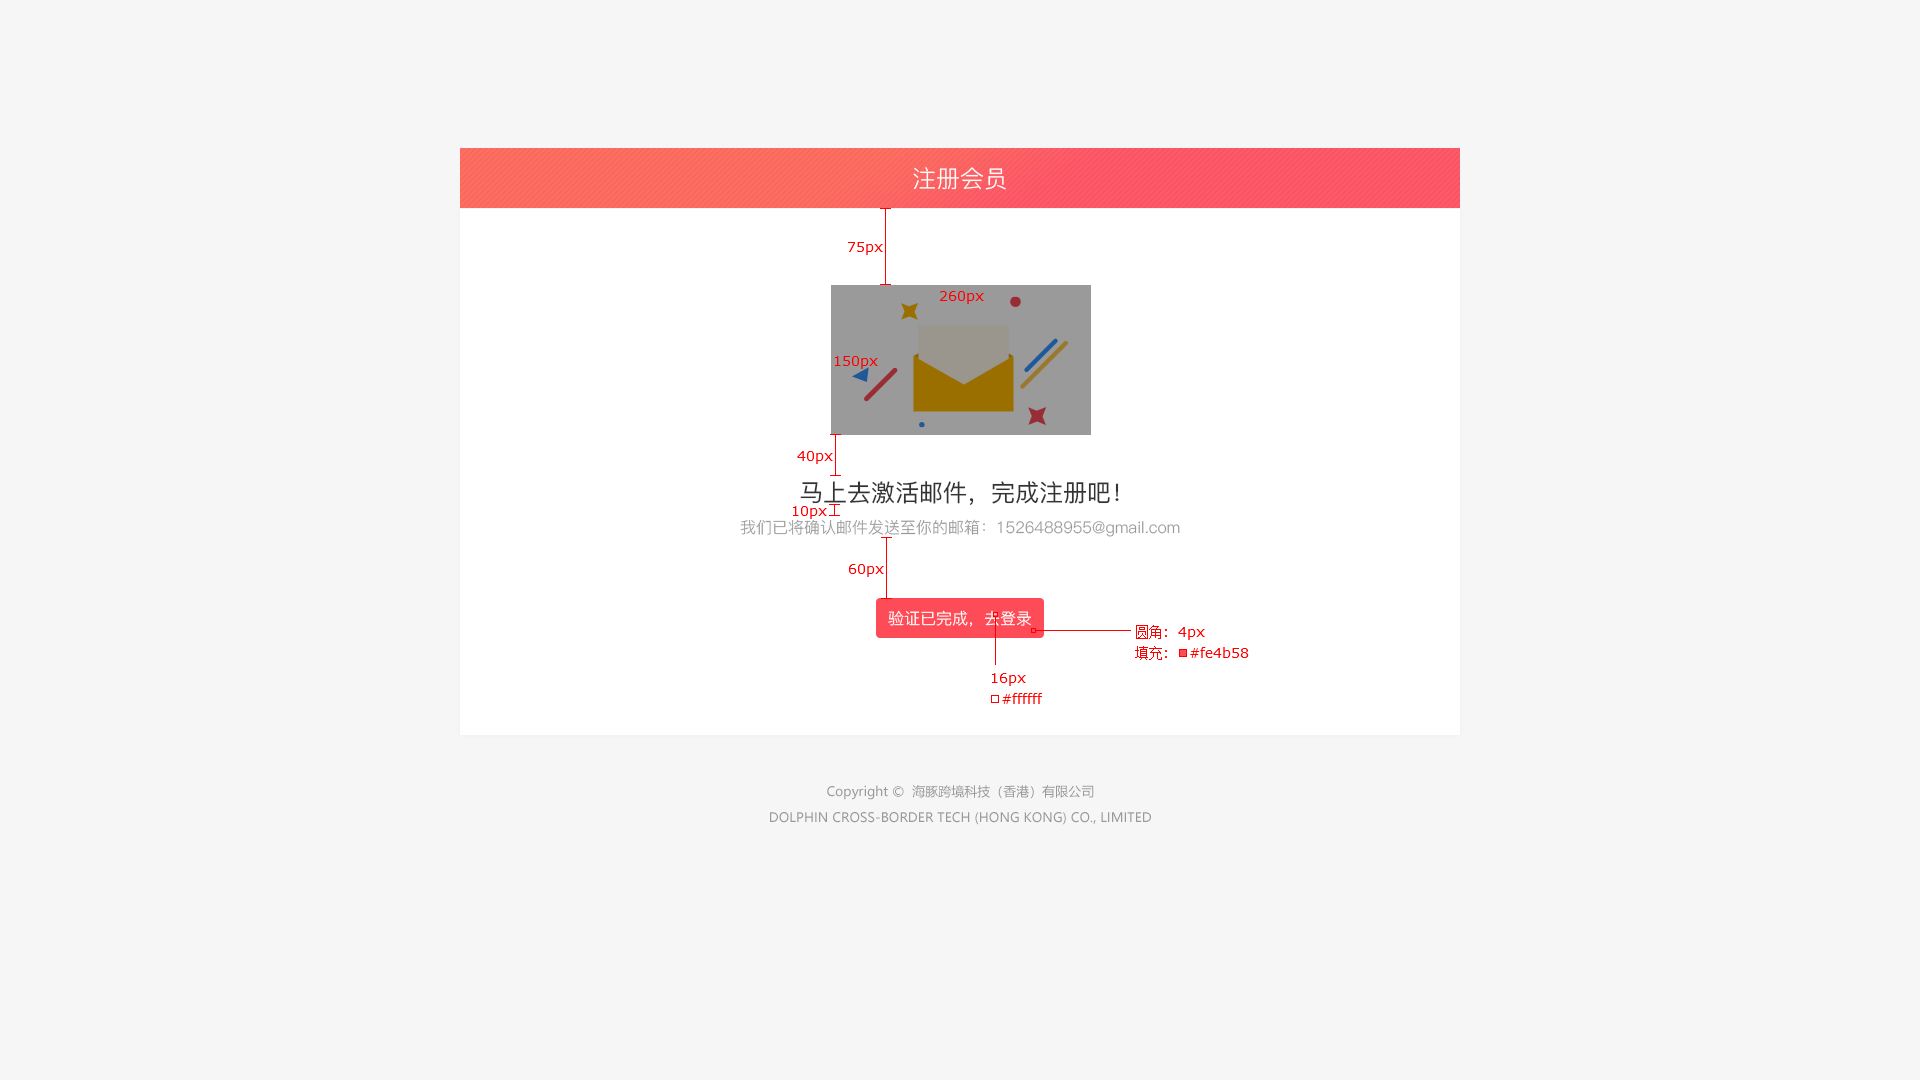 注册会员
75px
260px
150px
40px
马上去激活邮件，完成注册吧！
10px
我们已将确认邮件发送至你的邮箱：1526488955@gmail.com
60px
验证已完成，去登录
圆角：4px
填充：#fe4b58
16px
#ffffff
Copyright © 海豚跨境科技（香港）有限公司
DOLPHIN CROSS-BORDER TECH (HONG KONG) CO., LIMITED